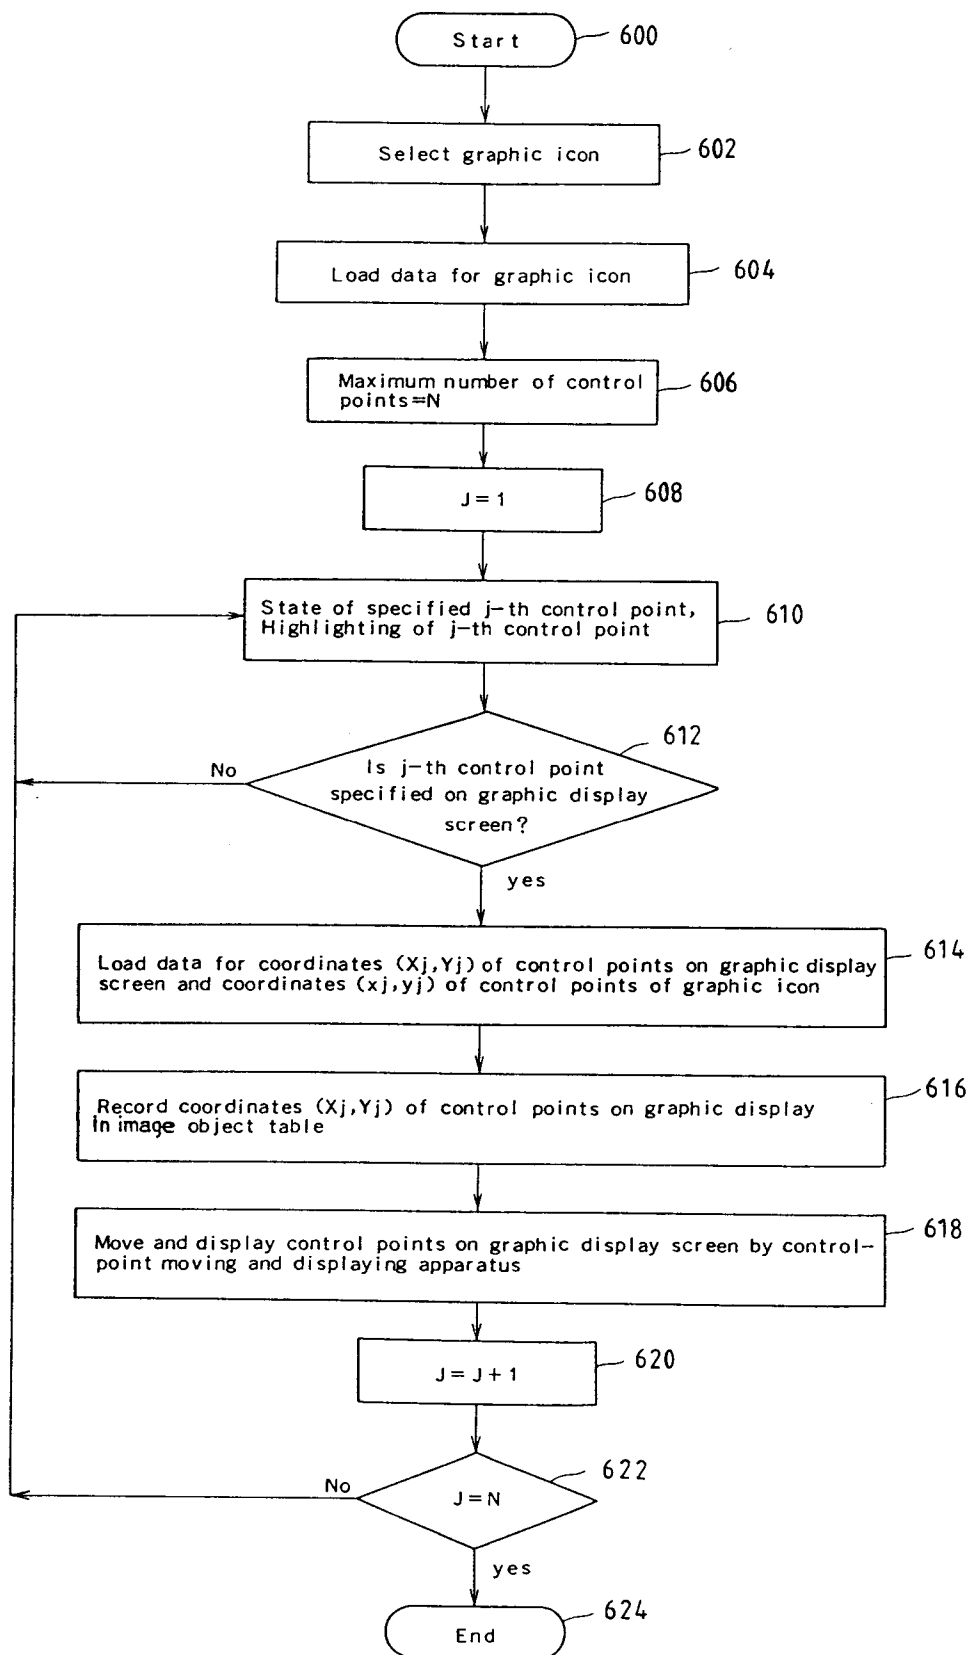 Start
600
Select graphic icon
602
Load data for graphic icon
604
Maximum number of control
points=N
606
J=1
608
State of specified j-th control point,
Highlighting of j-th control point
610
612
No
Is j-th control point
specified on graphic display
screen?
yes
Load data for coordinates (Xj,Yj) of control points on graphic display
screen and coordinates (xj,yj) of control points of graphic icon
614
Record coordinates (Xj,Yj) of control points on graphic display
In image object table
616
Move and display control points on graphic display screen by control-
point moving and displaying apparatus
618
J=J+1
620
622
No
J=N
yes
End
624